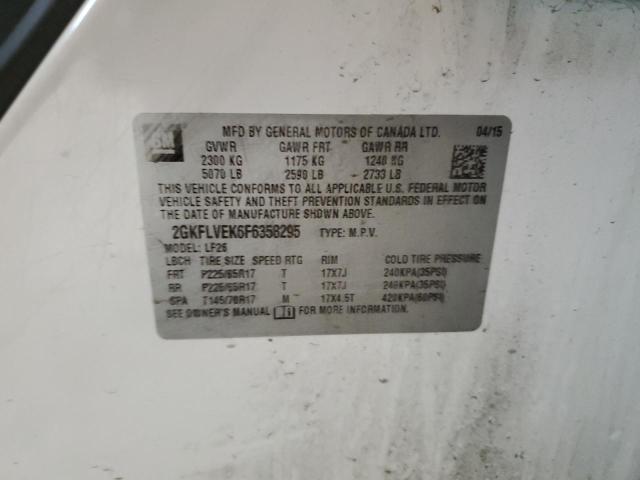 GM
MFD BY GENERAL MOTORS OF CANADA LTD. 04/15
GVWR GAWR FRT GAWR RR
2300 KG 1175 KG 1240 KG
5070 LB 2590 LB 2733 LB
THIS VEHICLE CONFORMS TO ALL APPLICABLE U.S. FEDERAL MOTOR
VEHICLE SAFETY AND THEFT PREVENTION STANDARDS IN EFFECT ON
THE DATE OF MANUFACTURE SHOWN ABOVE.
2GKFLVEK6F6358295 TYPE: M.P.V.
MODEL: LF26
LBCH TIRE SIZE SPEED RTG RIM COLD TIRE PRESSURE
FRT P225/65R17 T 17X7J 240KPA(35PSI)
RR P225/65R17 T 17X7J 240KPA(35PSI)
SPA T145/70R17 M 17X4.5T 420KPA(60PSI)
SEE OWNER'S MANUAL FOR MORE INFORMATION.